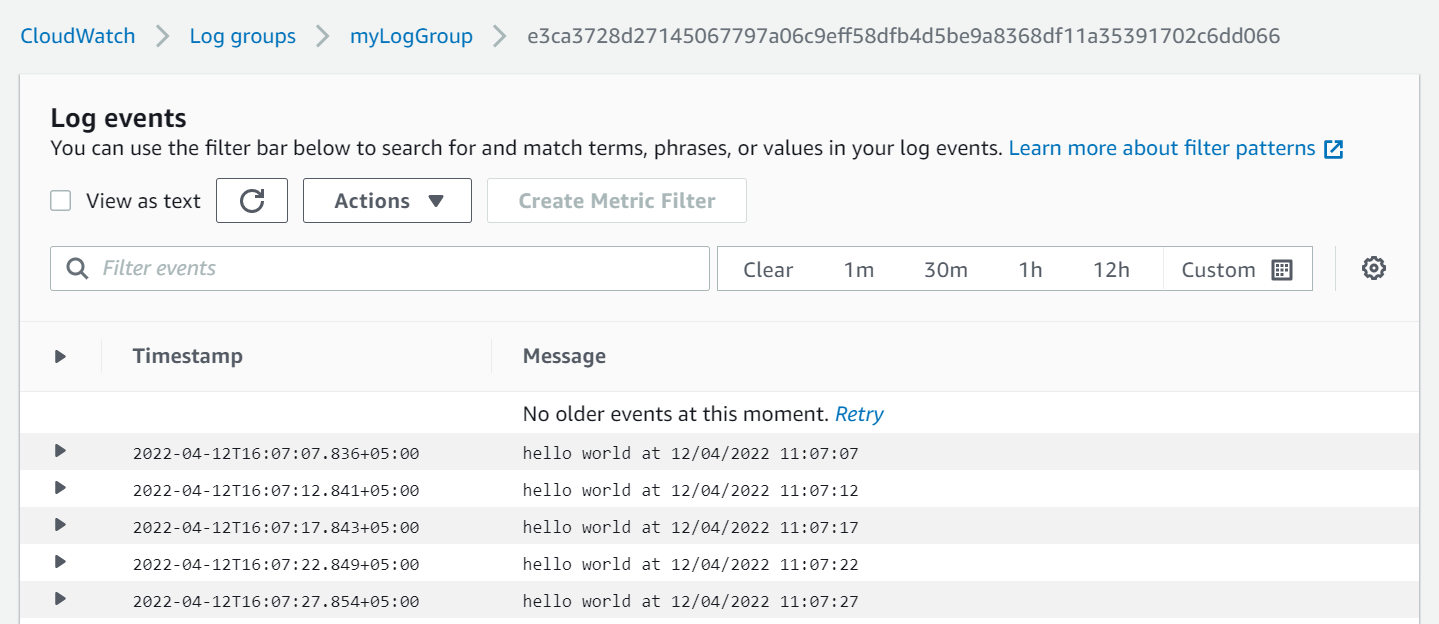 CloudWatch > Log groups > myLogGroup > e3ca3728d27145067797a06c9eff58dfb4d5be9a8368df11a35391702c6dd066
Log events
You can use the filter bar below to search for and match terms, phrases, or values in your log events. Learn more about filter patterns
View as text Actions Create Metric Filter
Filter events Clear 1m 30m 1h 12h Custom
Timestamp Message
No older events at this moment. Retry
2022-04-12T16:07:07.836+05:00 hello world at 12/04/2022 11:07:07
2022-04-12T16:07:12.841+05:00 hello world at 12/04/2022 11:07:12
2022-04-12T16:07:17.843+05:00 hello world at 12/04/2022 11:07:17
2022-04-12T16:07:22.849+05:00 hello world at 12/04/2022 11:07:22
2022-04-12T16:07:27.854+05:00 hello world at 12/04/2022 11:07:27